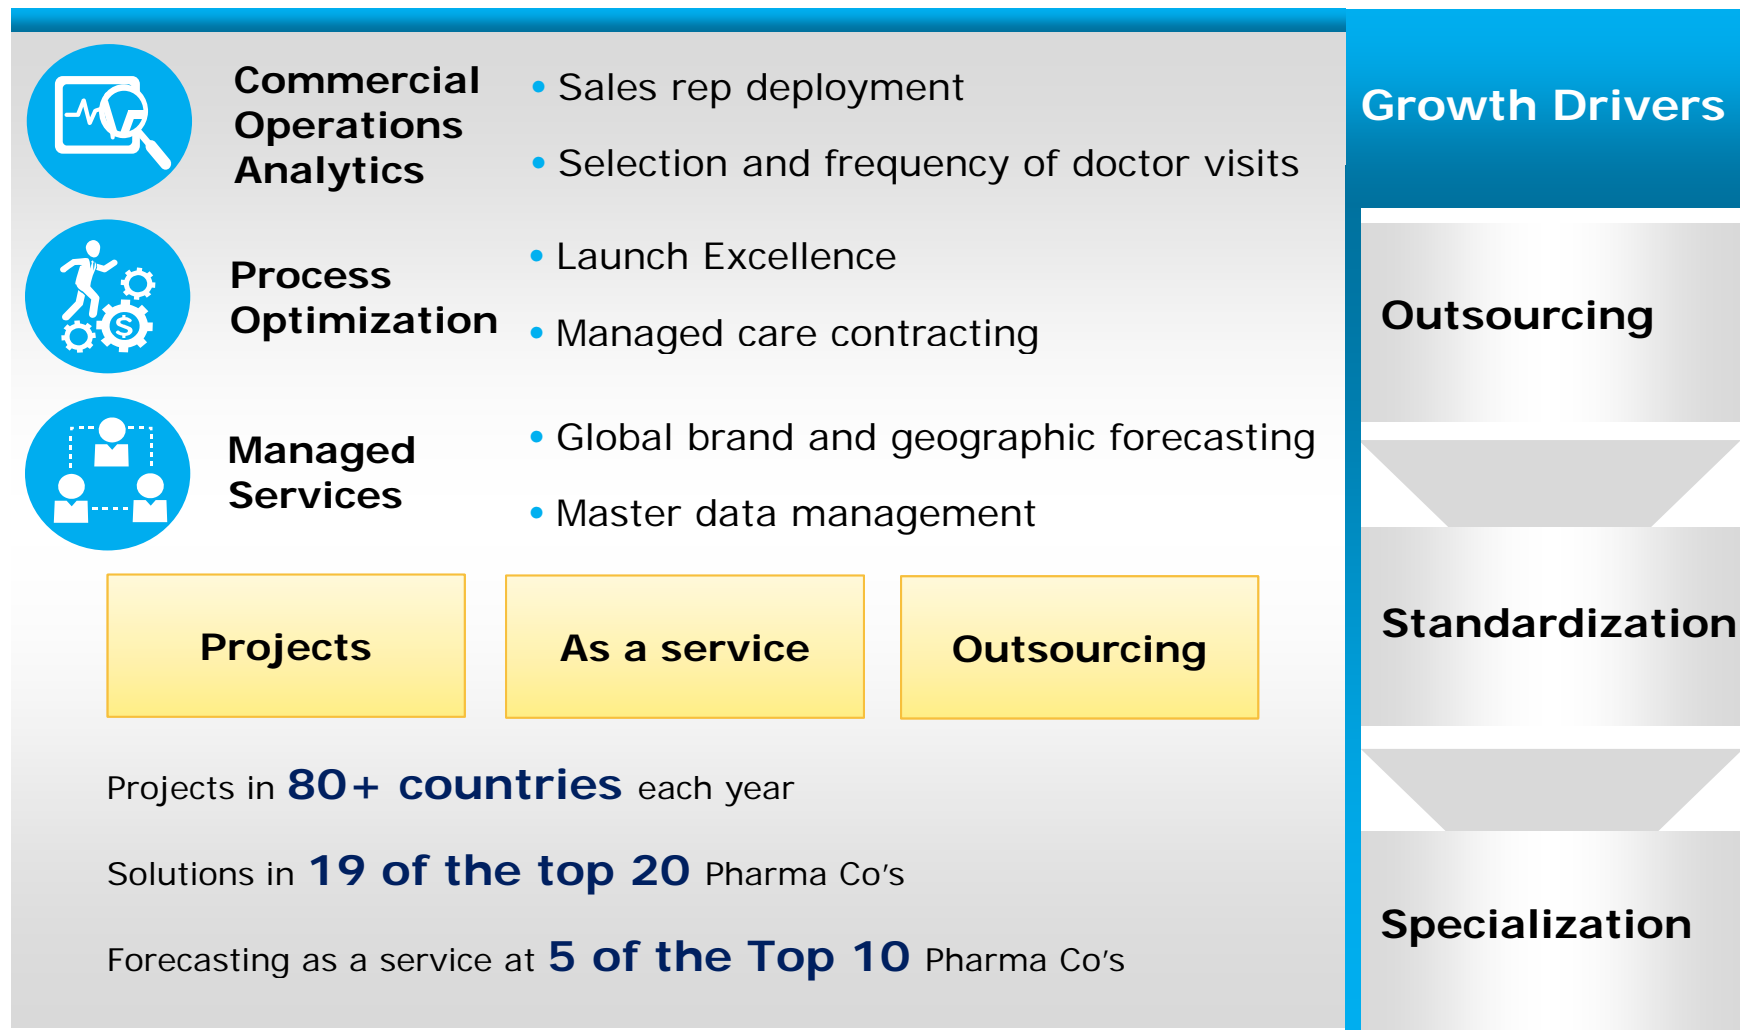 Commercial
Operations
Analytics
• Sales rep deployment
• Selection and frequency of doctor visits
Process
Optimization
• Launch Excellence
• Managed care contracting
$
Managed
Services
• Global brand and geographic forecasting
• Master data management
Projects
As a service
Outsourcing
Projects in 80+ countries each year
Solutions in 19 of the top 20 Pharma Co’s
Forecasting as a service at 5 of the Top 10 Pharma Co’s
Growth Drivers
Outsourcing
Standardization
Specialization